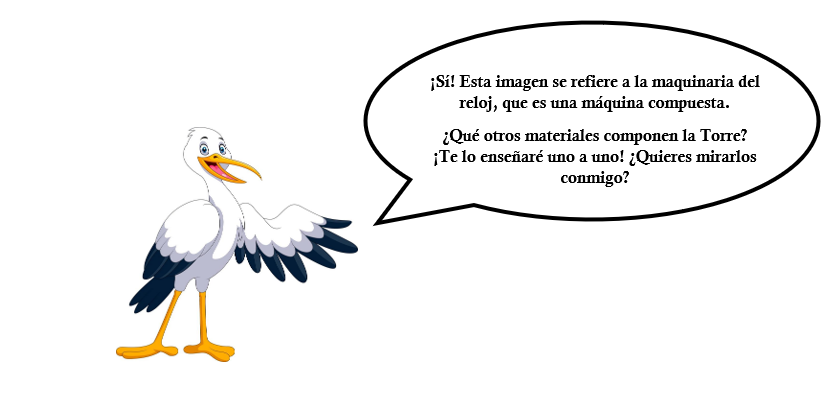 ¡Sí! Esta imagen se refiere a la maquinaria del
reloj, que es una máquina compuesta.
¿Qué otros materiales componen la Torre?
¡Te lo enseñaré uno a uno! ¿Quieres mirarlos
conmigo?